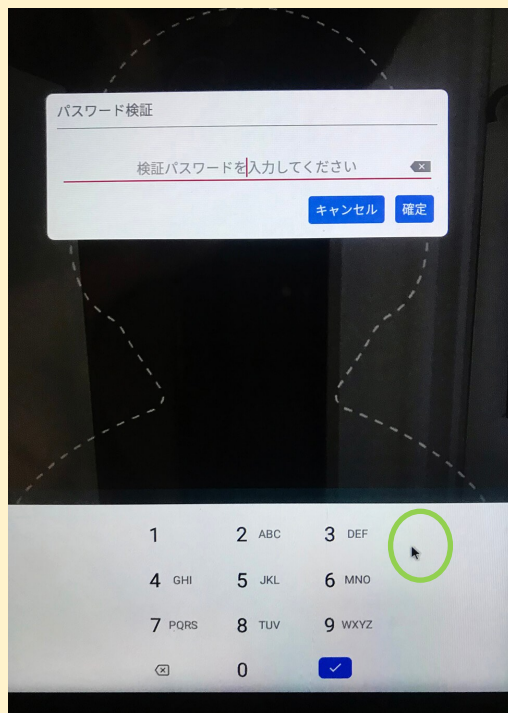 パスワード検証
検証パスワードを入力してください
キャンセル 確定
1 2 ABC 3 DEF
4 GHI 5 JKL 6 MNO
7 PQRS 8 TUV 9 WXYZ
0